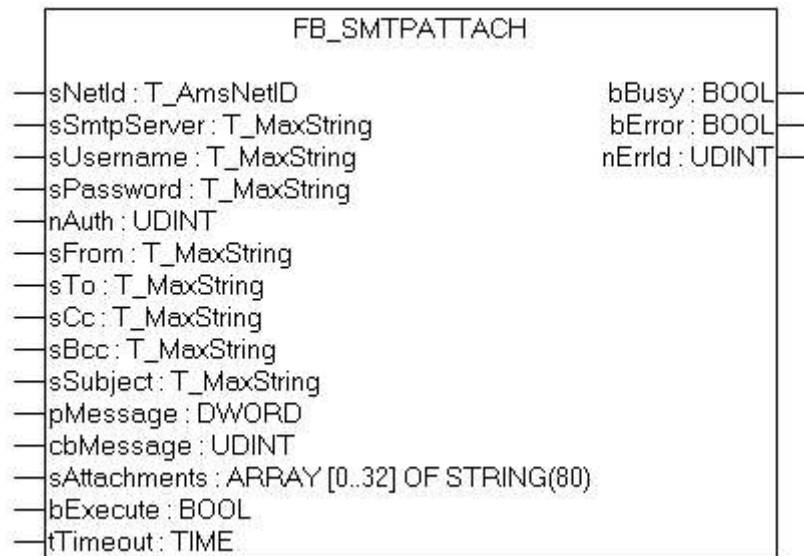 FB_SMTPATTACH
sNetId : T_AmsNetID
bBusy : BOOL
sSmtpServer : T_MaxString
bError : BOOL
sUsername : T_MaxString
nErrId : UDINT
sPassword : T_MaxString
nAuth : UDINT
sFrom : T_MaxString
sTo : T_MaxString
sCc : T_MaxString
sBcc : T_MaxString
sSubject : T_MaxString
pMessage : DWORD
cbMessage : UDINT
sAttachments : ARRAY [0..32] OF STRING(80)
bExecute : BOOL
tTimeout : TIME